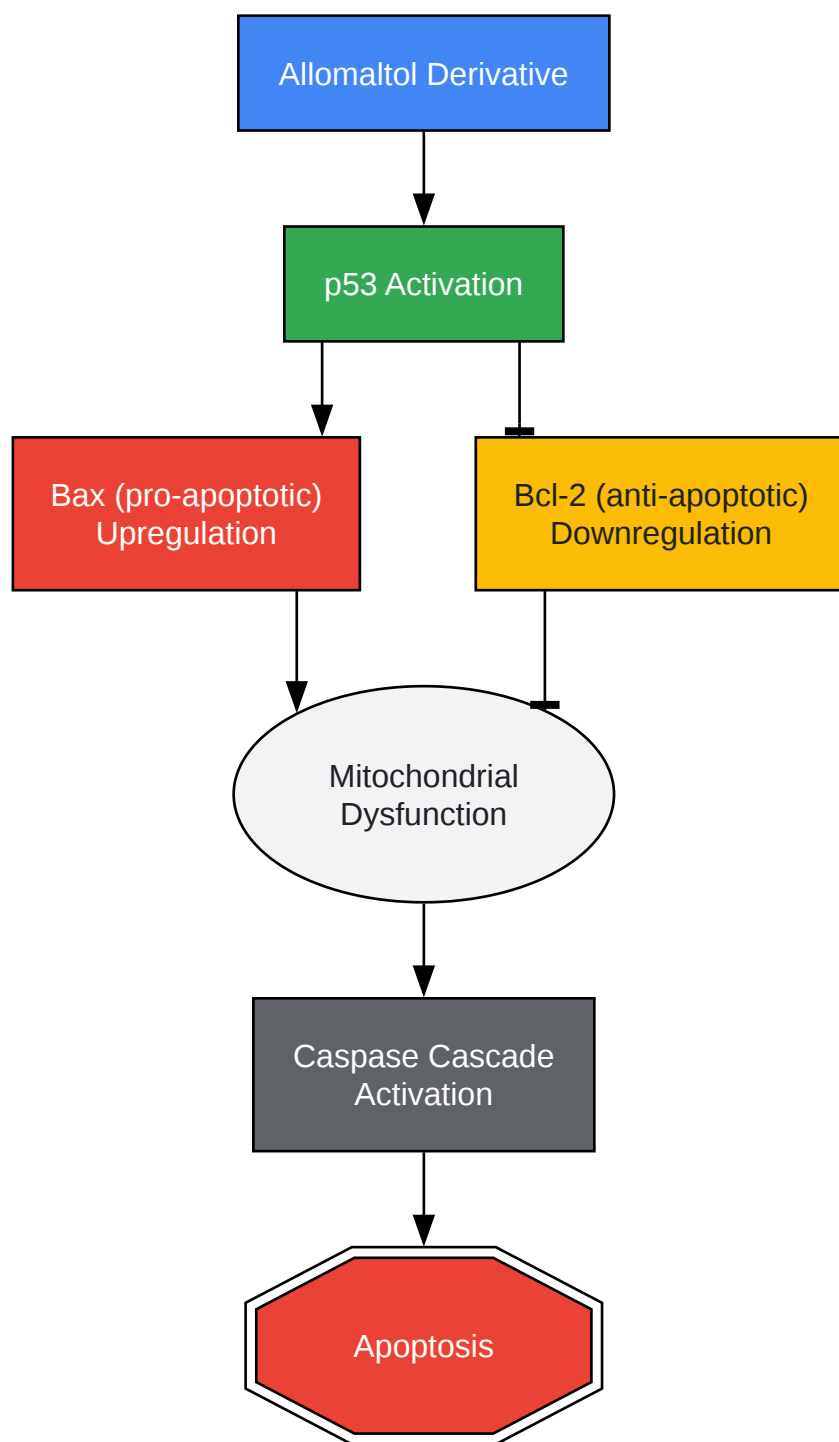 Allomaltol Derivative
p53 Activation
Bax (pro-apoptotic)
Upregulation
Bcl-2 (anti-apoptotic)
Downregulation
Mitochondrial
Dysfunction
Caspase Cascade
Activation
Apoptosis